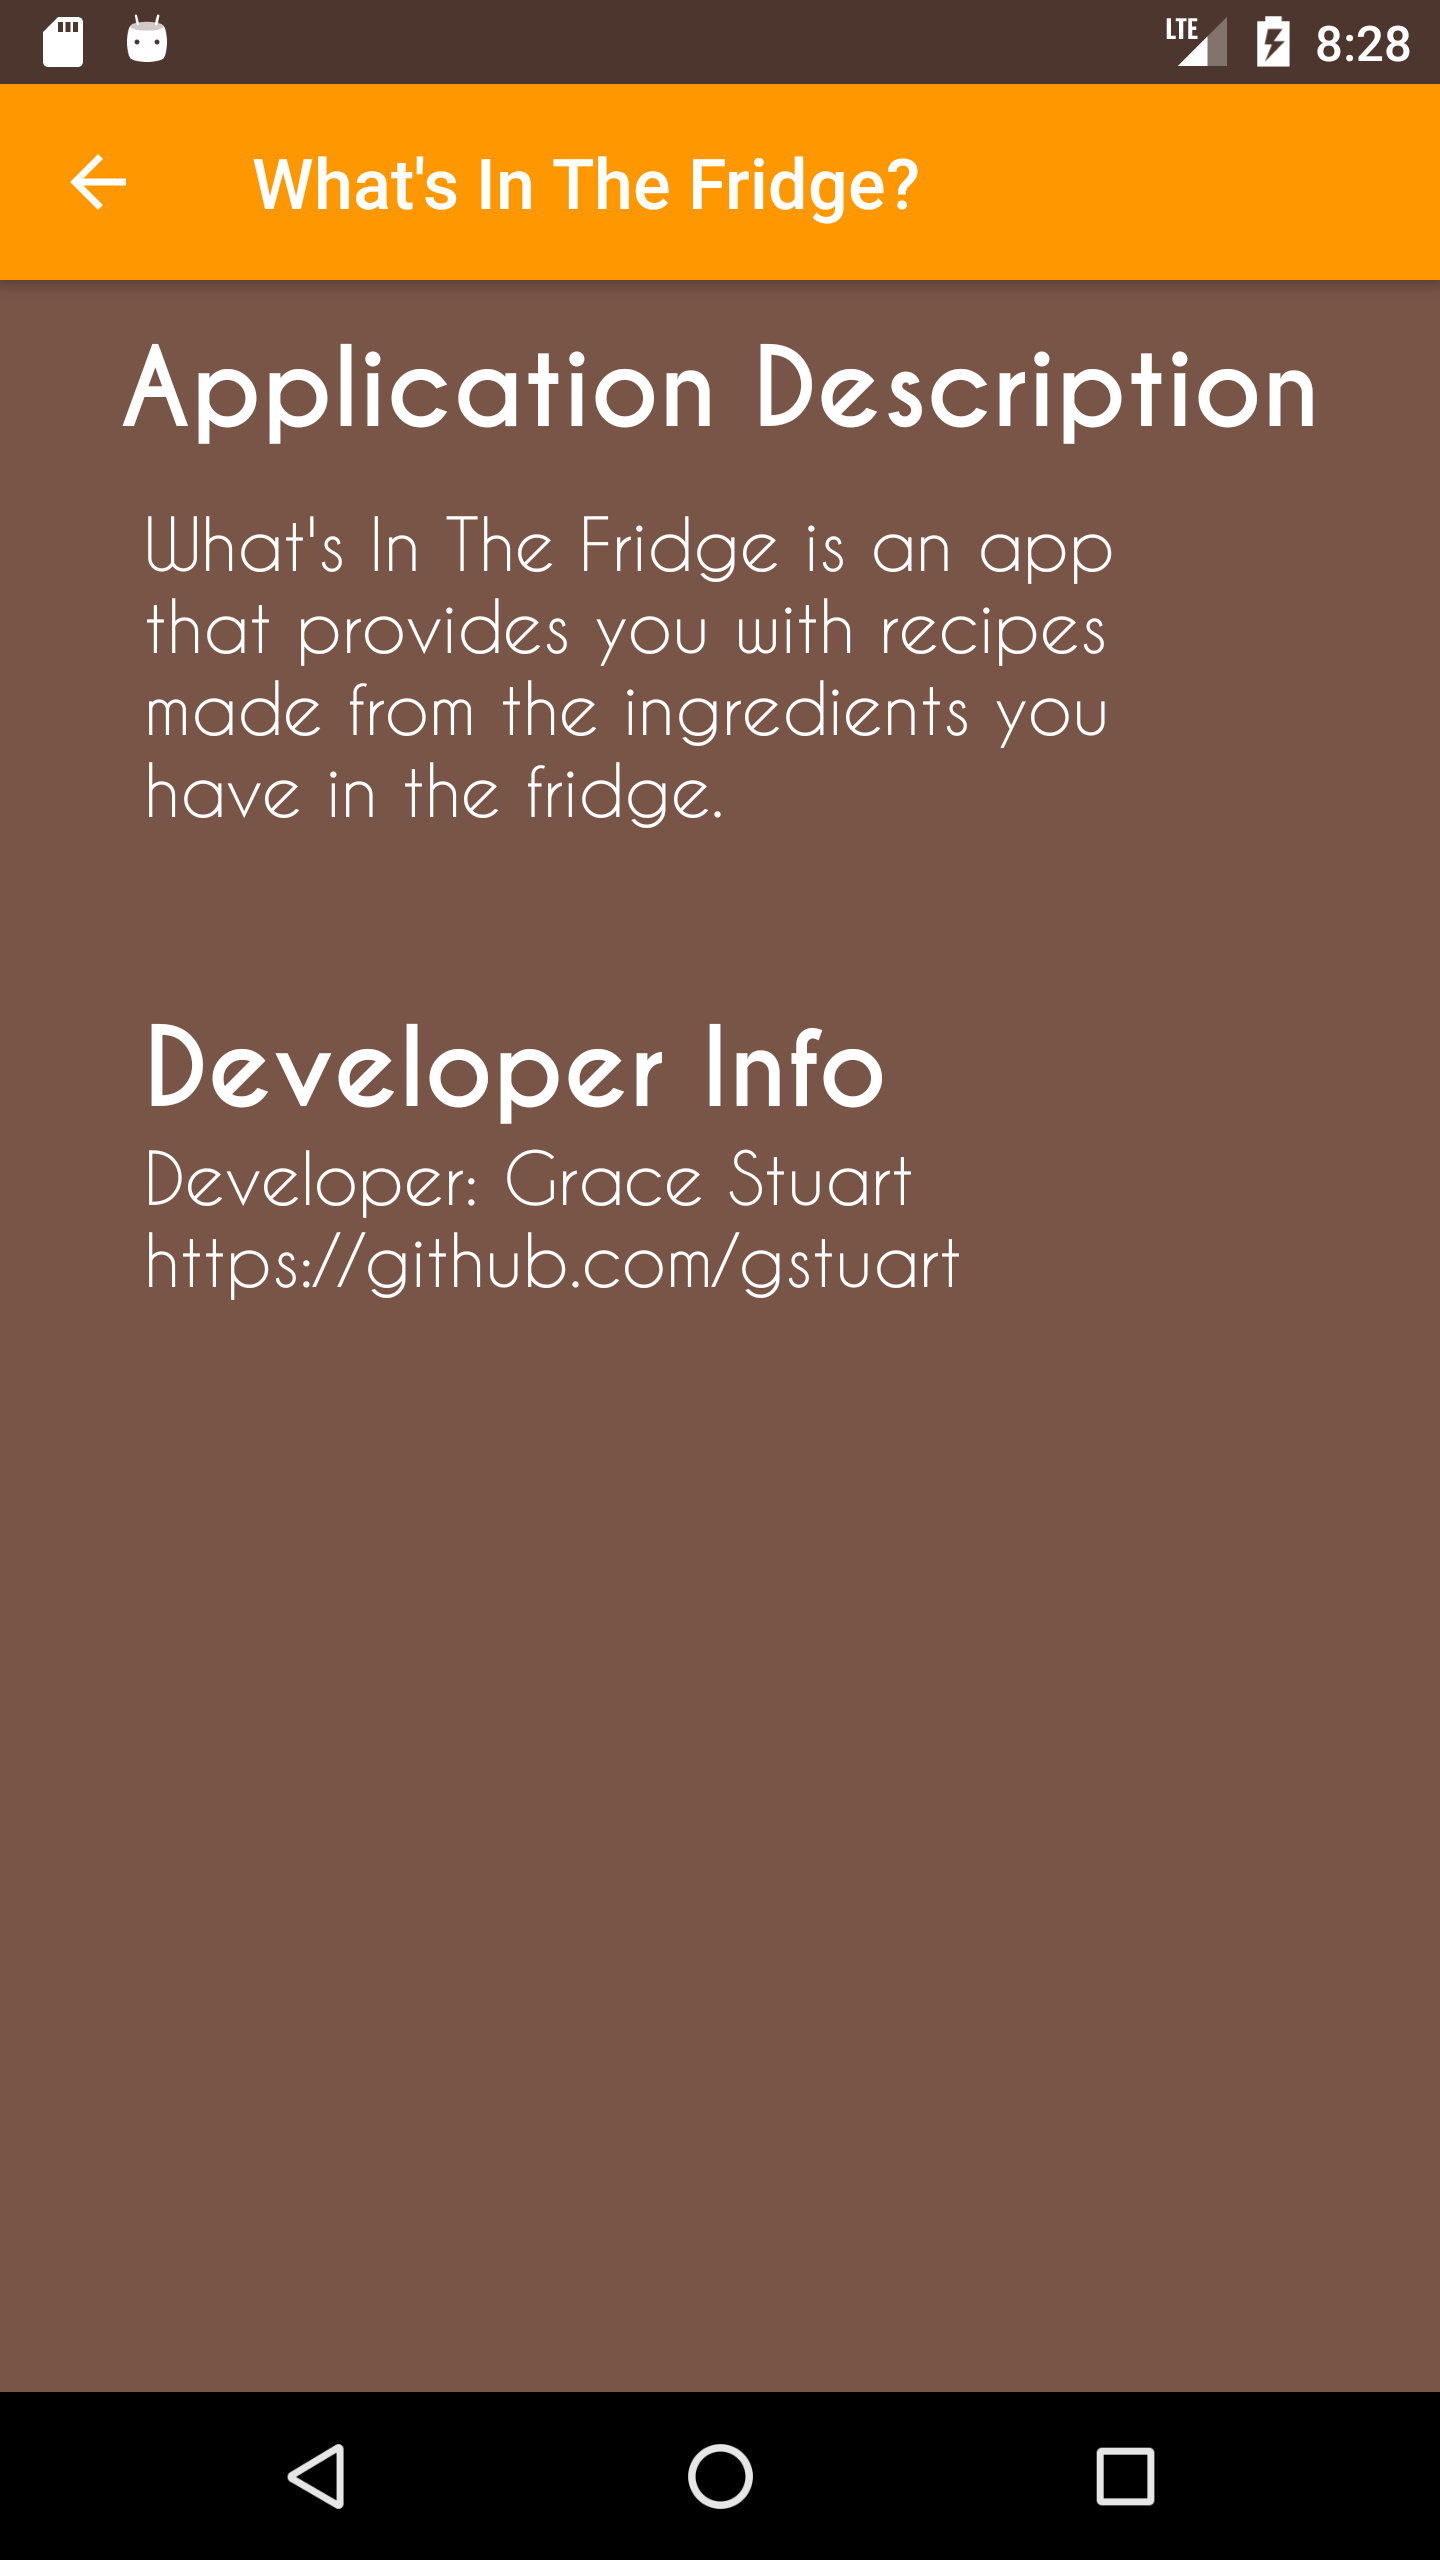 LTE 8:28
What's In The Fridge?
Application Description
What's In The Fridge is an app
that provides you with recipes
made from the ingredients you
have in the fridge.
Developer Info
Developer: Grace Stuart
https://github.com/gstuart